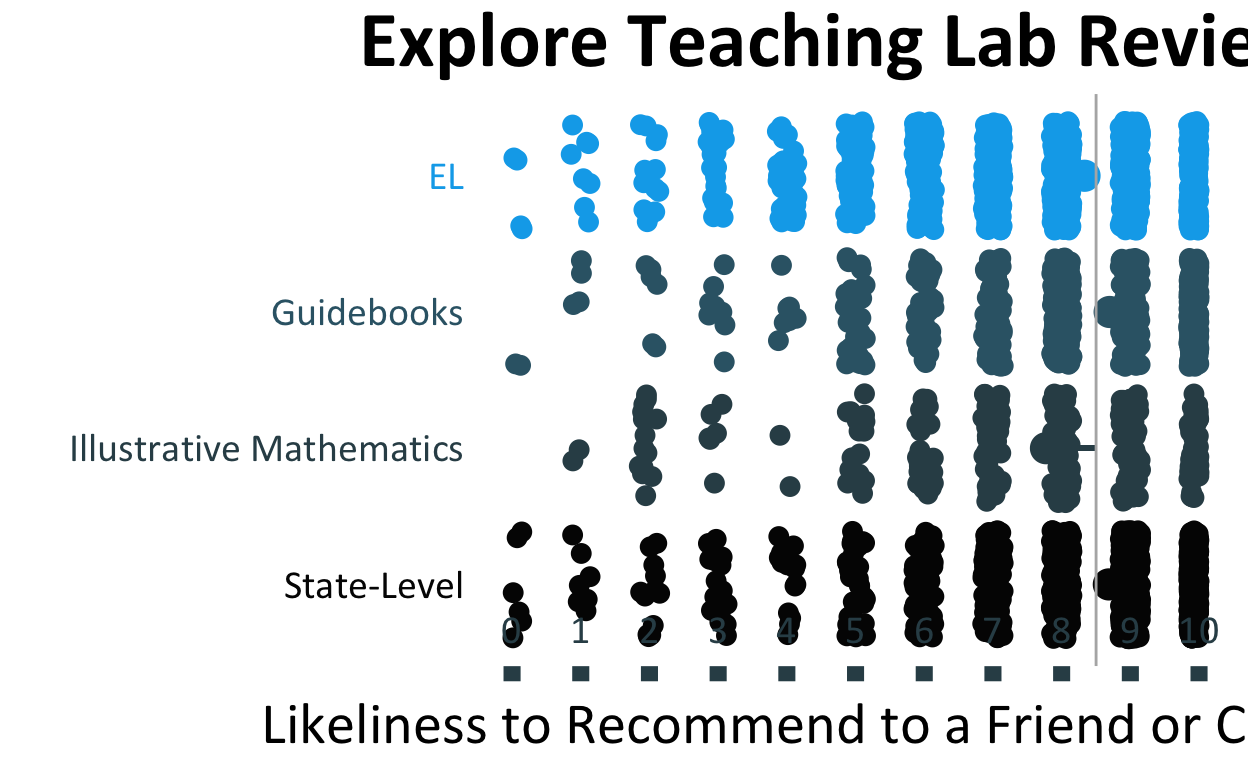 Explore Teaching Lab Revie
EL
Guidebooks
Illustrative Mathematics
State-Level
0 1 2 3 4 5 6 7 8 9 10
Likeliness to Recommend to a Friend or C